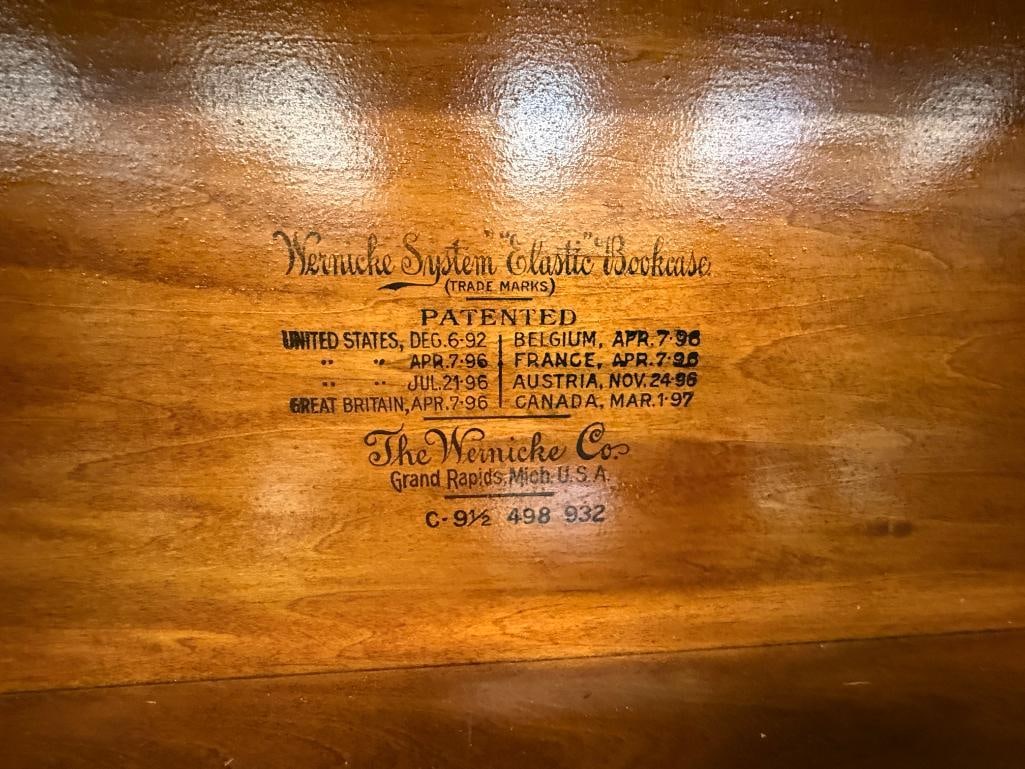 "Wernicke System" "Elastic" Bookcase.
(TRADE MARKS)
PATENTED
UNITED STATES, DEC.6-92 | BELGIUM, APR.7-96
" " APR.7-96 | FRANCE, APR.7-96
" " JUL.21-96 | AUSTRIA, NOV.24-96
GREAT BRITAIN, APR.7-96 | CANADA, MAR.1-97
The Wernicke Co.
Grand Rapids, Mich. U.S.A.
C-9½ 498 932